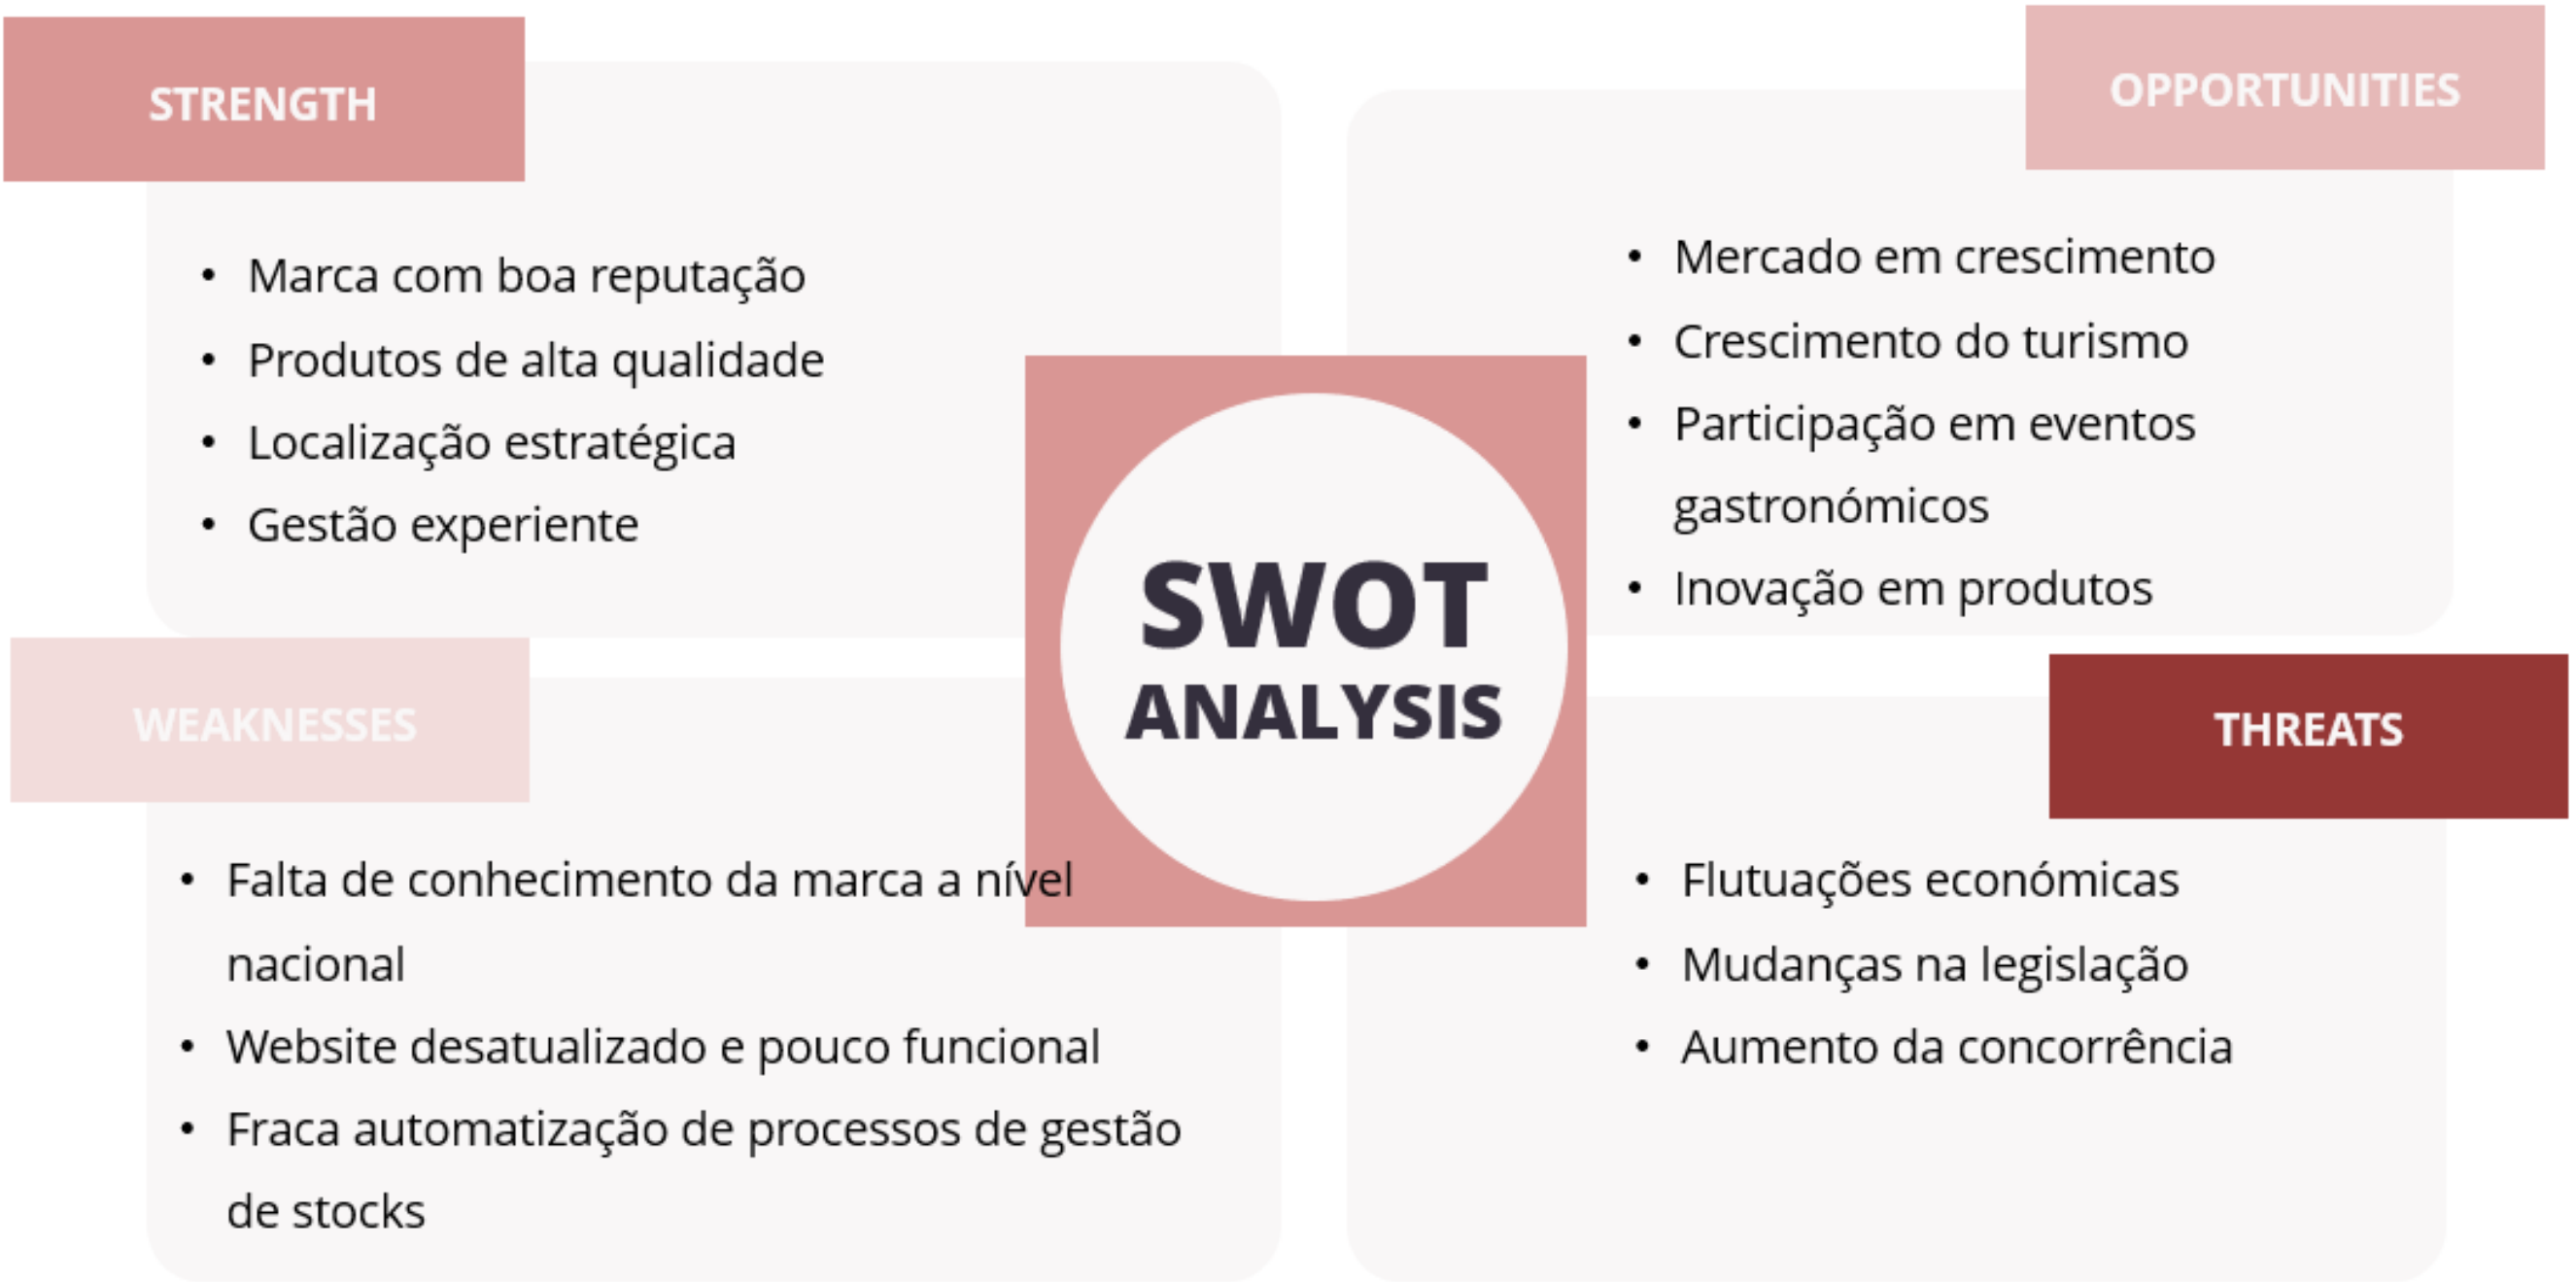 STRENGTH
• Marca com boa reputação
• Produtos de alta qualidade
• Localização estratégica
• Gestão experiente
OPPORTUNITIES
• Mercado em crescimento
• Crescimento do turismo
• Participação em eventos
gastronómicos
• Inovação em produtos
SWOT
ANALYSIS
WEAKNESSES
• Falta de conhecimento da marca a nível
nacional
• Website desatualizado e pouco funcional
• Fraca automatização de processos de gestão
de stocks
THREATS
• Flutuações económicas
• Mudanças na legislação
• Aumento da concorrência